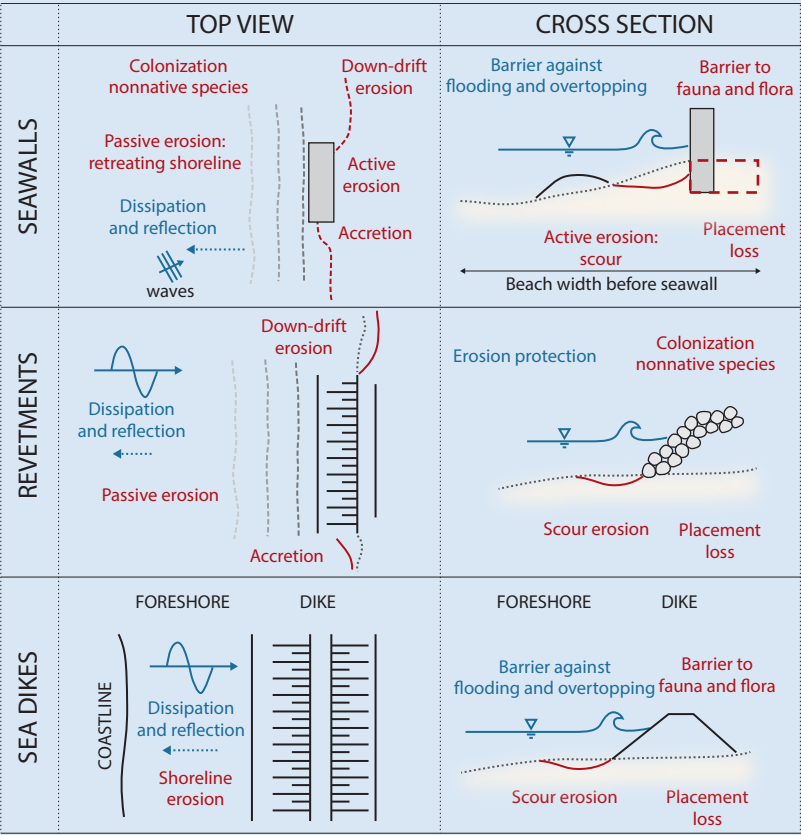 TOP VIEW
CROSS SECTION
SEAWALLS
Colonization
nonnative species
Down-drift
erosion
Passive erosion:
retreating shoreline
Active
erosion
Dissipation
and reflection
Accretion
waves
Barrier against
flooding and overtopping
Barrier to
fauna and flora
Active erosion:
scour
Placement
loss
Beach width before seawall
REVETMENTS
Down-drift
erosion
Dissipation
and reflection
Passive erosion
Accretion
Erosion protection
Colonization
nonnative species
Scour erosion
Placement
loss
SEA DIKES
FORESHORE
DIKE
COASTLINE
Dissipation
and reflection
Shoreline
erosion
FORESHORE
DIKE
Barrier against
flooding and overtopping
Barrier to
fauna and flora
Scour erosion
Placement
loss